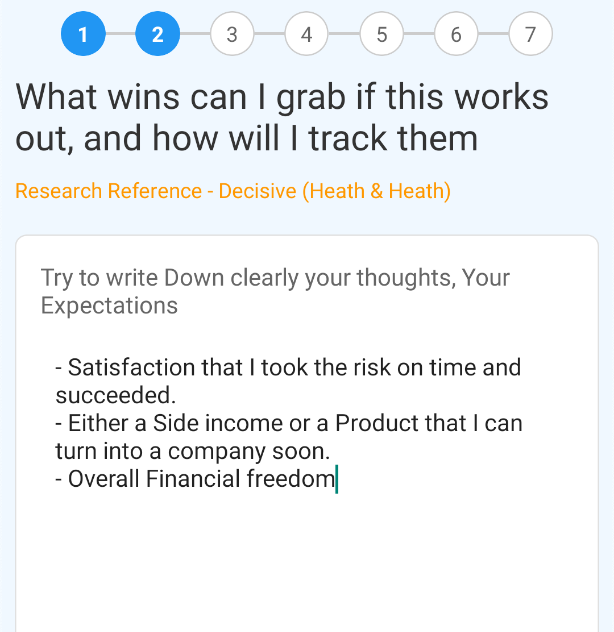 1 2 3 4 5 6 7
What wins can I grab if this works
out, and how will I track them
Research Reference - Decisive (Heath & Heath)
Try to write Down clearly your thoughts, Your
Expectations
- Satisfaction that I took the risk on time and
succeeded.
- Either a Side income or a Product that I can
turn into a company soon.
- Overall Financial freedom